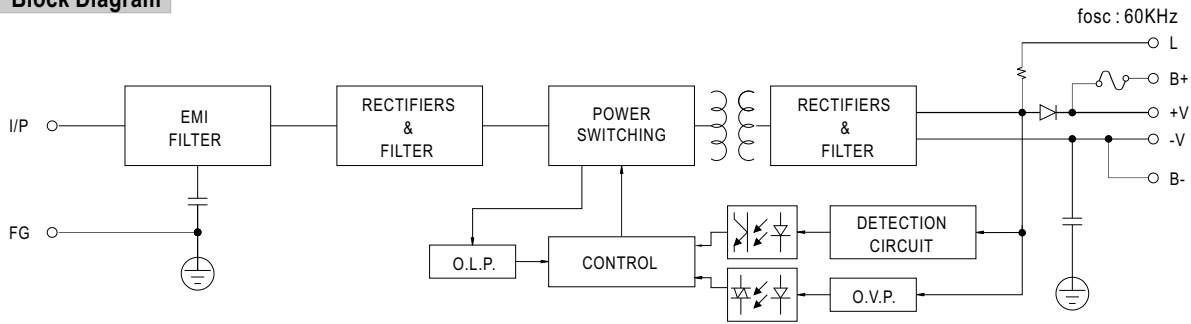 Block Diagram
fosc : 60KHz
L
B+
I/P
EMI
FILTER
RECTIFIERS
&
FILTER
POWER
SWITCHING
RECTIFIERS
&
FILTER
+V
-V
B-
FG
O.L.P.
CONTROL
DETECTION
CIRCUIT
O.V.P.